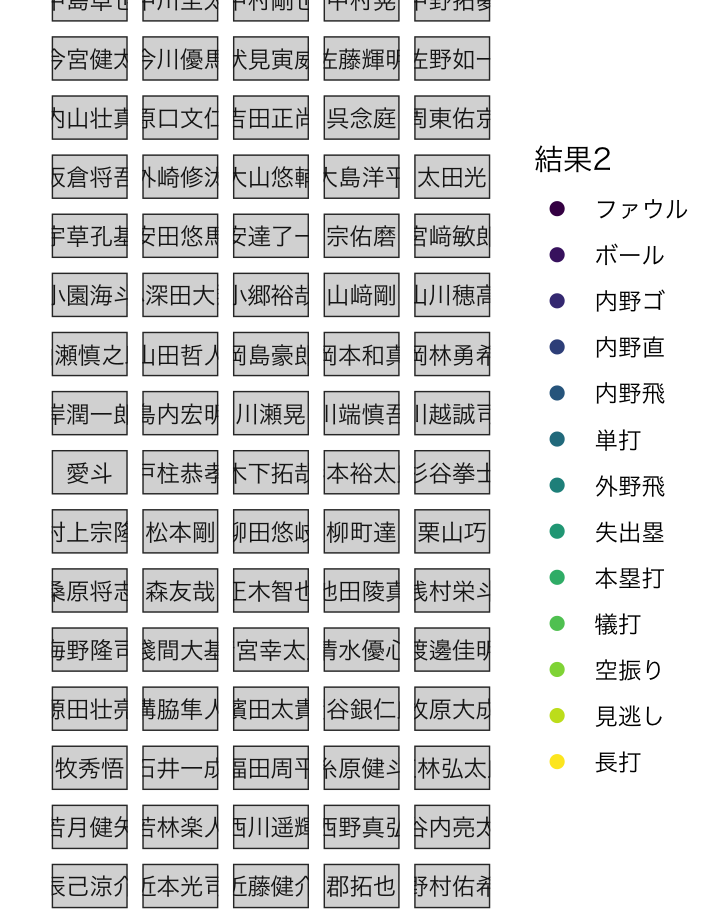 今宮健太 今川優馬 伏見寅威 佐藤輝明 佐野如一
内山壮真 原口文仁 吉田正尚 呉念庭 周東佑京
坂倉将吾 外崎修汰 大山悠輔 大島洋平 太田光
宇草孔基 安田悠馬 安達了一 宗佑磨 宮﨑敏郎
小園海斗 深田大 小郷裕哉 山﨑剛 山川穂高
瀬慎之 山田哲人 岡島豪郎 岡本和真 岡林勇希
岸潤一郎 島内宏明 川瀬晃 川端慎吾 川越誠司
愛斗 戸柱恭孝 木下拓哉 本裕太 杉谷拳士
村上宗隆 松本剛 柳田悠岐 柳町達 栗山巧
桑原将志 森友哉 正木智也 池田陵真 浅村栄斗
海野隆司 淺間大基 宮幸太 清水優心 渡邊佳明
源田壮亮 溝脇隼人 濱田太貴 谷銀仁 牧原大成
牧秀悟 石井一成 福田周平 糸原健斗 林弘太
若月健矢 若林楽人 西川遥輝 西野真弘 谷内亮太
辰己涼介 近本光司 近藤健介 郡拓也 野村佑希
結果2
ファウル
ボール
内野ゴ
内野直
内野飛
単打
外野飛
失出塁
本塁打
犠打
空振り
見逃し
長打